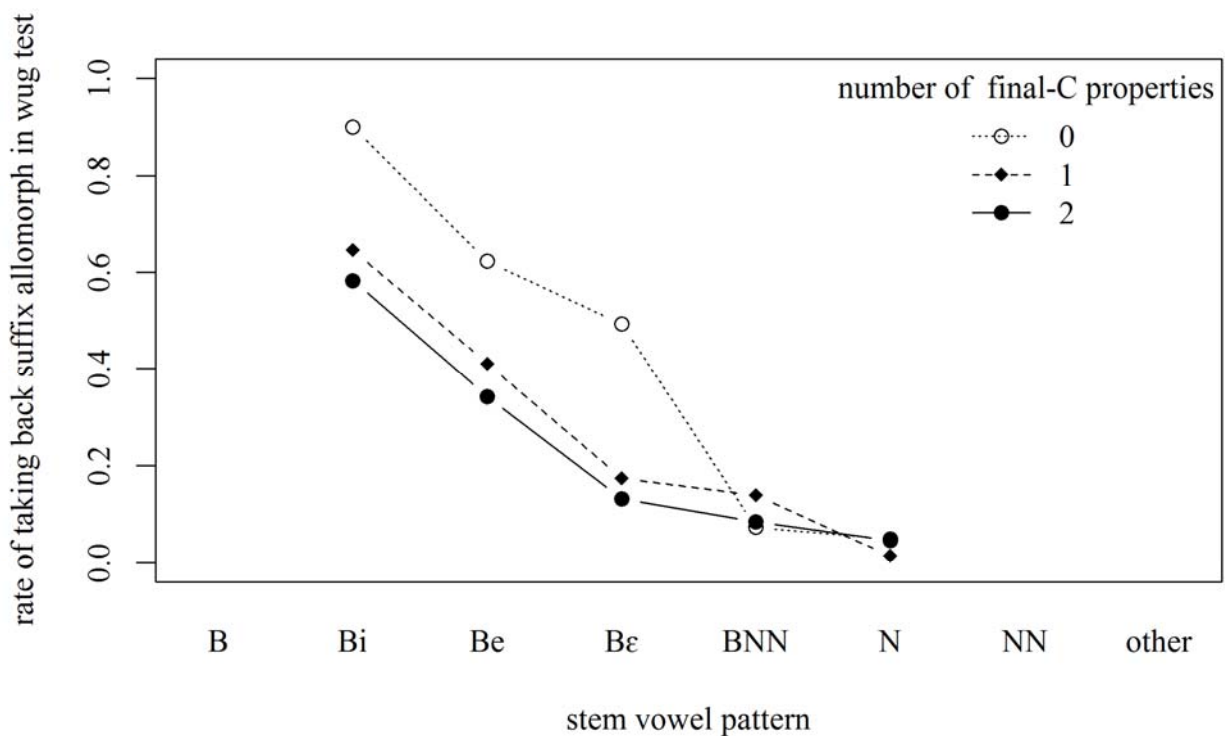 rate of taking back suffix allomorph in wug test
1.0
0.8
0.6
0.4
0.2
0.0
number of final-C properties
0
1
2
B Bi Be Bɛ BNN N NN other
stem vowel pattern